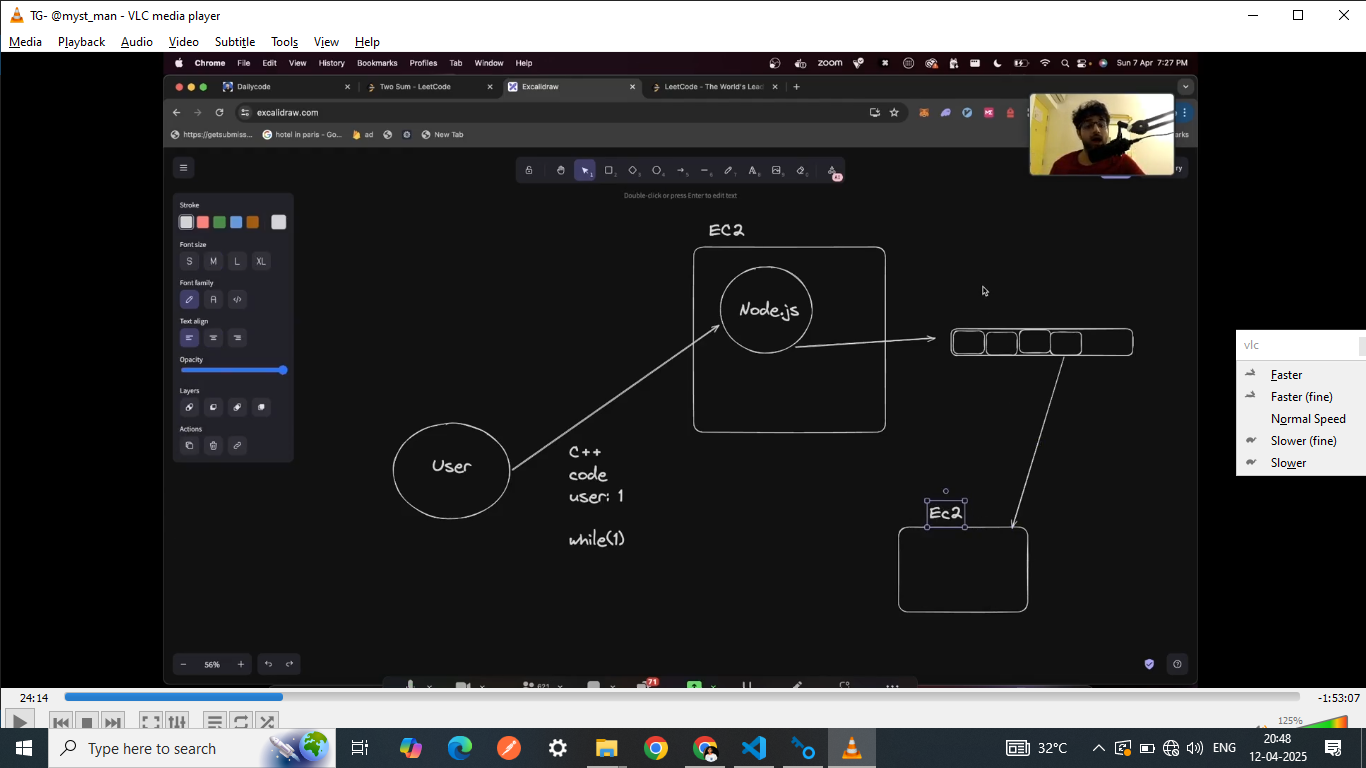 TG- @myst_man - VLC media player
Media Playback Audio Video Subtitle Tools View Help
Chrome File Edit View History Bookmarks Profiles Tab Window Help
zoom
Sun 7 Apr 7:27 PM
Dailycode
Two Sum - LeetCode
Excalidraw
LeetCode - The World's Lead
excalidraw.com
https://getsubmiss...
hotel in paris - Go...
ad
New Tab
Double-click or press Enter to edit text
Stroke
Font size
S M L XL
Font family
Text align
Opacity
Layers
Actions
EC2
Node.js
User
C++
code
user: 1
while(1)
Ec2
56%
71
vlc
Faster
Faster (fine)
Normal Speed
Slower (fine)
Slower
24:14
-1:53:07
125%
Type here to search
32°C
ENG
20:48
12-04-2025